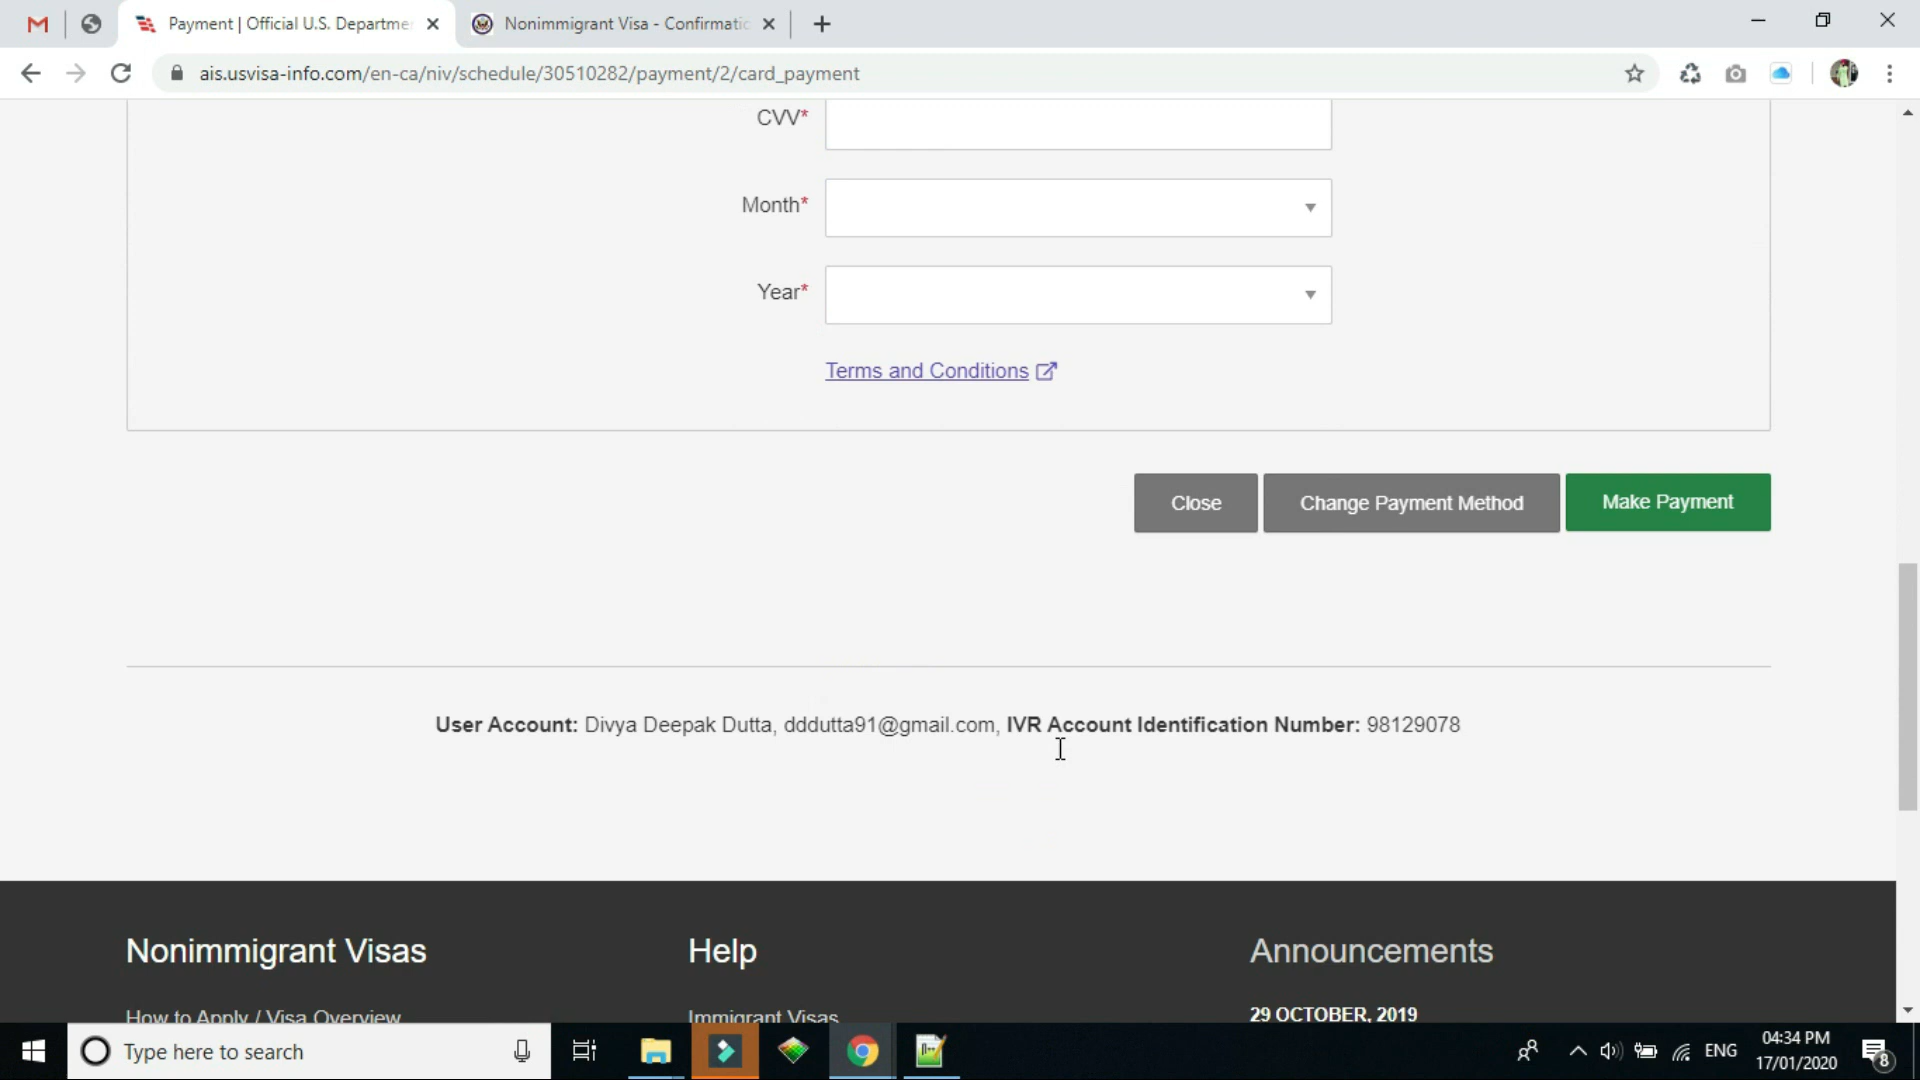 Payment | Official U.S. Departme
Nonimmigrant Visa - Confirmatic
ais.usvisa-info.com/en-ca/niv/schedule/30510282/payment/2/card_payment
CVV*
Month*
Year*
Terms and Conditions
Close
Change Payment Method
Make Payment
User Account: Divya Deepak Dutta, dddutta91@gmail.com, IVR Account Identification Number: 98129078
Nonimmigrant Visas
Help
Announcements
How to Apply / Visa Overview
Immigrant Visas
29 OCTOBER, 2019
Type here to search
ENG
04:34 PM
17/01/2020
8